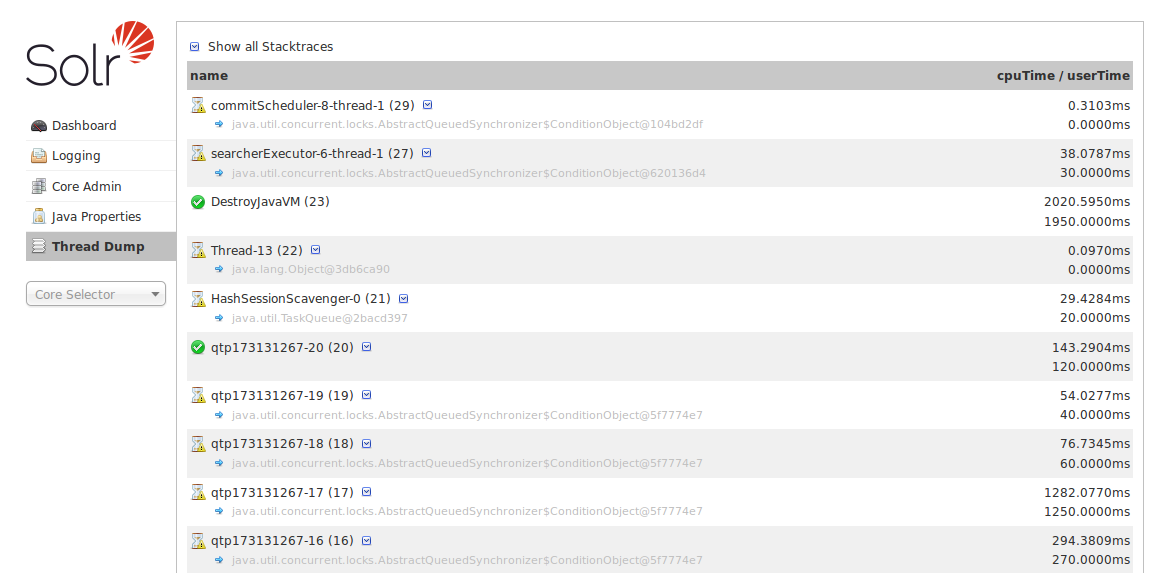 Solr
Dashboard
Logging
Core Admin
Java Properties
Thread Dump
Core Selector
Show all Stacktraces
name cpuTime / userTime
commitScheduler-8-thread-1 (29) 0.3103ms
java.util.concurrent.locks.AbstractQueuedSynchronizer$ConditionObject@104bd2df 0.0000ms
searcherExecutor-6-thread-1 (27) 38.0787ms
java.util.concurrent.locks.AbstractQueuedSynchronizer$ConditionObject@620136d4 30.0000ms
DestroyJavaVM (23) 2020.5950ms
1950.0000ms
Thread-13 (22) 0.0970ms
java.lang.Object@3db6ca90 0.0000ms
HashSessionScavenger-0 (21) 29.4284ms
java.util.TaskQueue@2bacd397 20.0000ms
qtp173131267-20 (20) 143.2904ms
120.0000ms
qtp173131267-19 (19) 54.0277ms
java.util.concurrent.locks.AbstractQueuedSynchronizer$ConditionObject@5f7774e7 40.0000ms
qtp173131267-18 (18) 76.7345ms
java.util.concurrent.locks.AbstractQueuedSynchronizer$ConditionObject@5f7774e7 60.0000ms
qtp173131267-17 (17) 1282.0770ms
java.util.concurrent.locks.AbstractQueuedSynchronizer$ConditionObject@5f7774e7 1250.0000ms
qtp173131267-16 (16) 294.3809ms
java.util.concurrent.locks.AbstractQueuedSynchronizer$ConditionObject@5f7774e7 270.0000ms